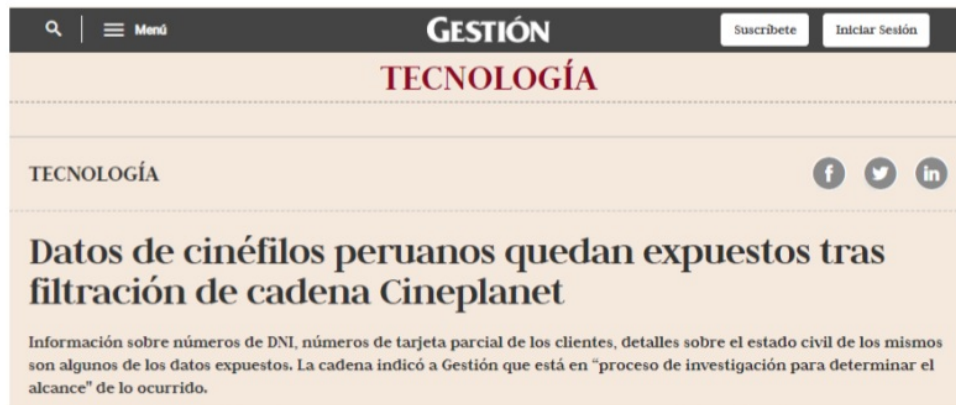 Menú
GESTIÓN
Suscríbete
Iniciar Sesión
TECNOLOGÍA
TECNOLOGÍA
Datos de cinéfilos peruanos quedan expuestos tras
filtración de cadena Cineplanet
Información sobre números de DNI, números de tarjeta parcial de los clientes, detalles sobre el estado civil de los mismos
son algunos de los datos expuestos. La cadena indicó a Gestión que está en “proceso de investigación para determinar el
alcance” de lo ocurrido.